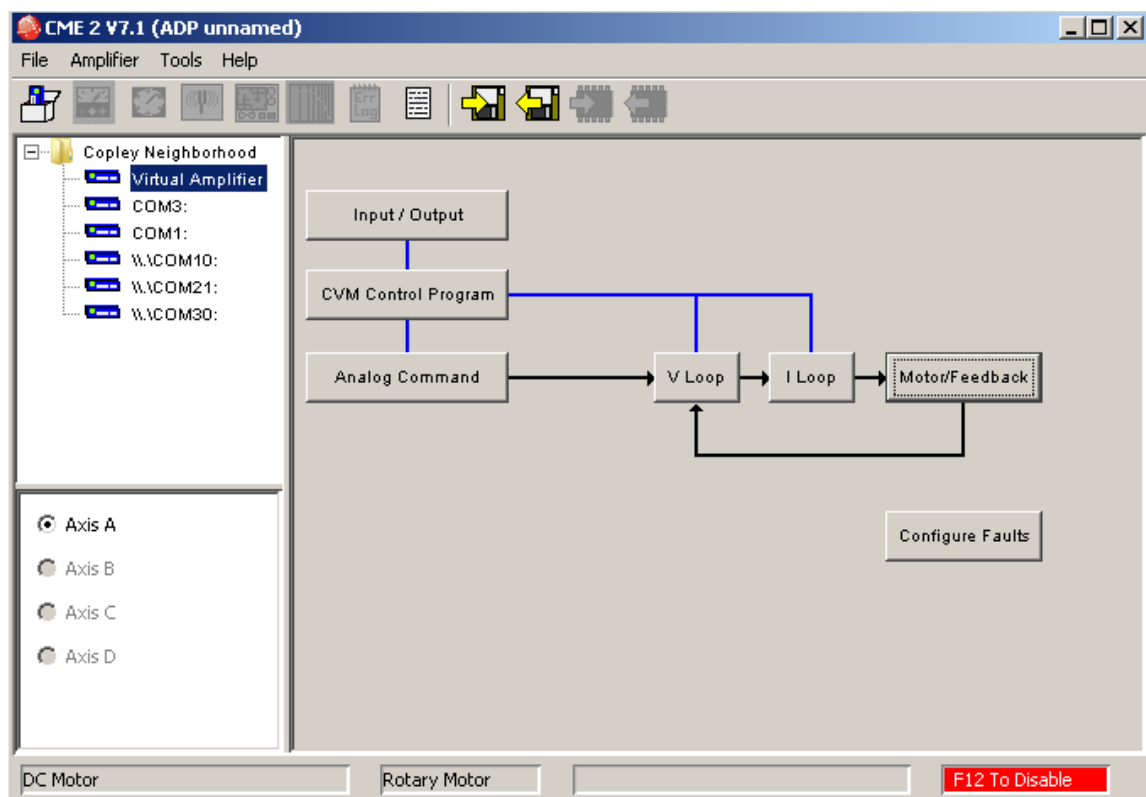 CME 2 V7.1 (ADP unnamed)
File Amplifier Tools Help
Err
Log
Copley Neighborhood
Virtual Amplifier
COM3:
COM1:
\\.\COM10:
\\.\COM21:
\\.\COM30:
Axis A
Axis B
Axis C
Axis D
Input / Output
CVM Control Program
Analog Command
V Loop
I Loop
Motor/Feedback
Configure Faults
DC Motor
Rotary Motor
F12 To Disable